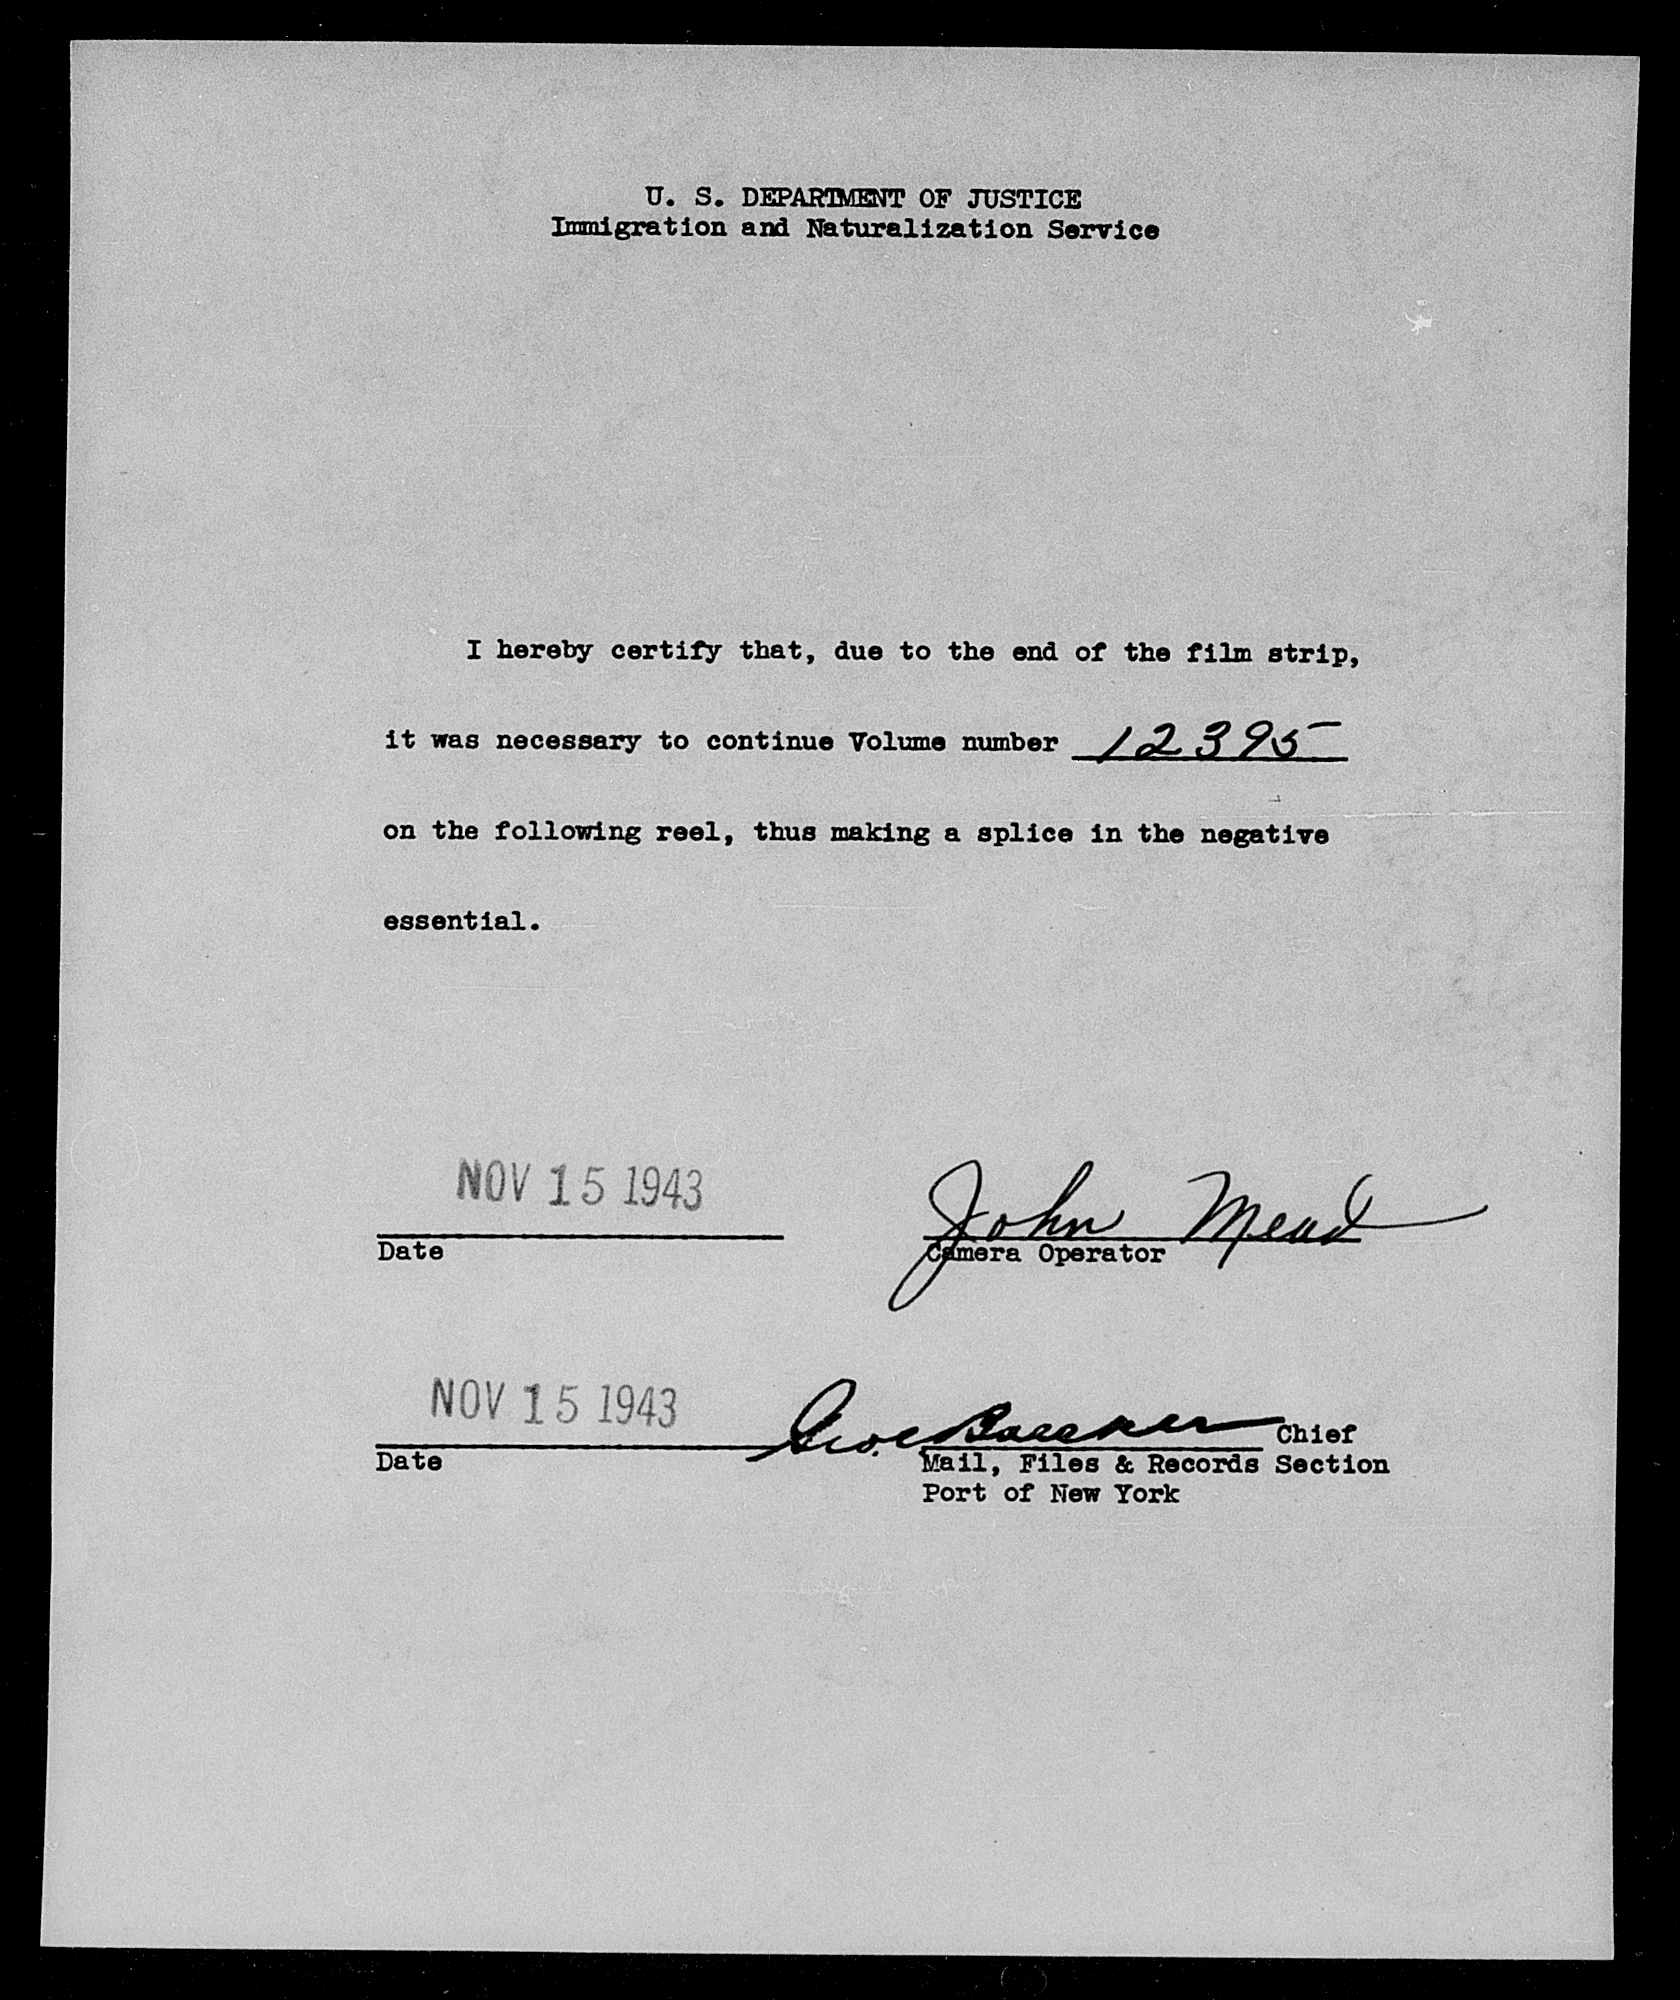 U. S. DEPARTMENT OF JUSTICE
Immigration and Naturalization Service
I hereby certify that, due to the end of the film strip,
it was necessary to continue Volume number 12395
on the following reel, thus making a splice in the negative
essential.
NOV 15 1943 John Mead
Date Camera Operator
NOV 15 1943 Chief
Date Mail, Files & Records Section
Port of New York